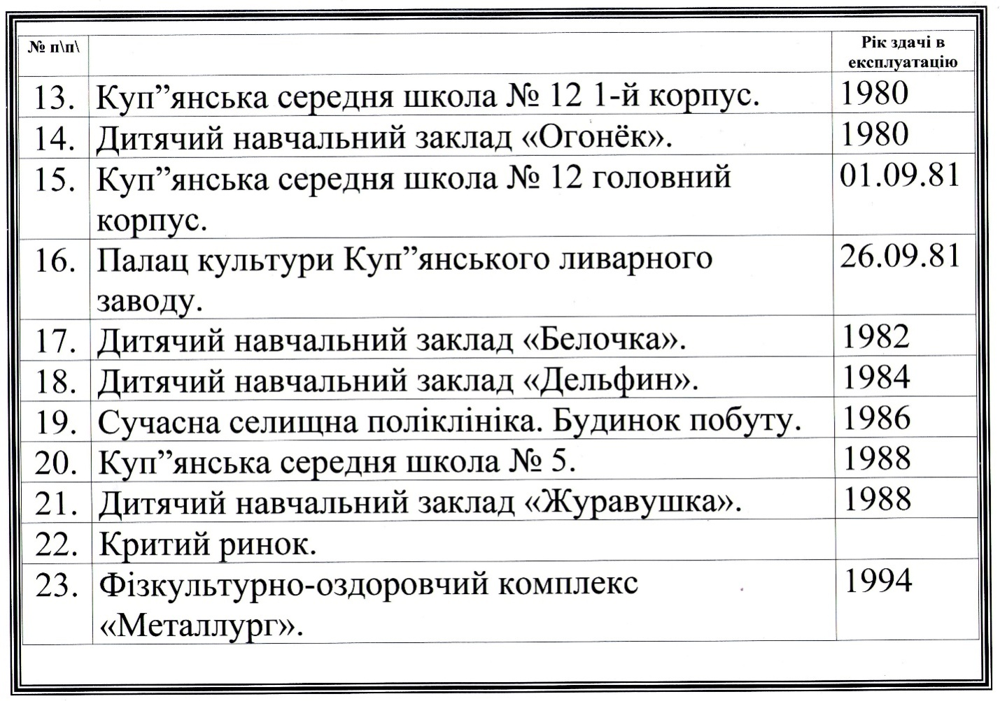 № п\п\
Рік здачі в
експлуатацію
13. Куп”янська середня школа № 12 1-й корпус. 1980
14. Дитячий навчальний заклад «Огонёк». 1980
15. Куп”янська середня школа № 12 головний 01.09.81
корпус.
16. Палац культури Куп”янського ливарного 26.09.81
заводу.
17. Дитячий навчальний заклад «Белочка». 1982
18. Дитячий навчальний заклад «Дельфин». 1984
19. Сучасна селищна поліклініка. Будинок побуту. 1986
20. Куп”янська середня школа № 5. 1988
21. Дитячий навчальний заклад «Журавушка». 1988
22. Критий ринок.
23. Фізкультурно-оздоровчий комплекс 1994
«Металлург».